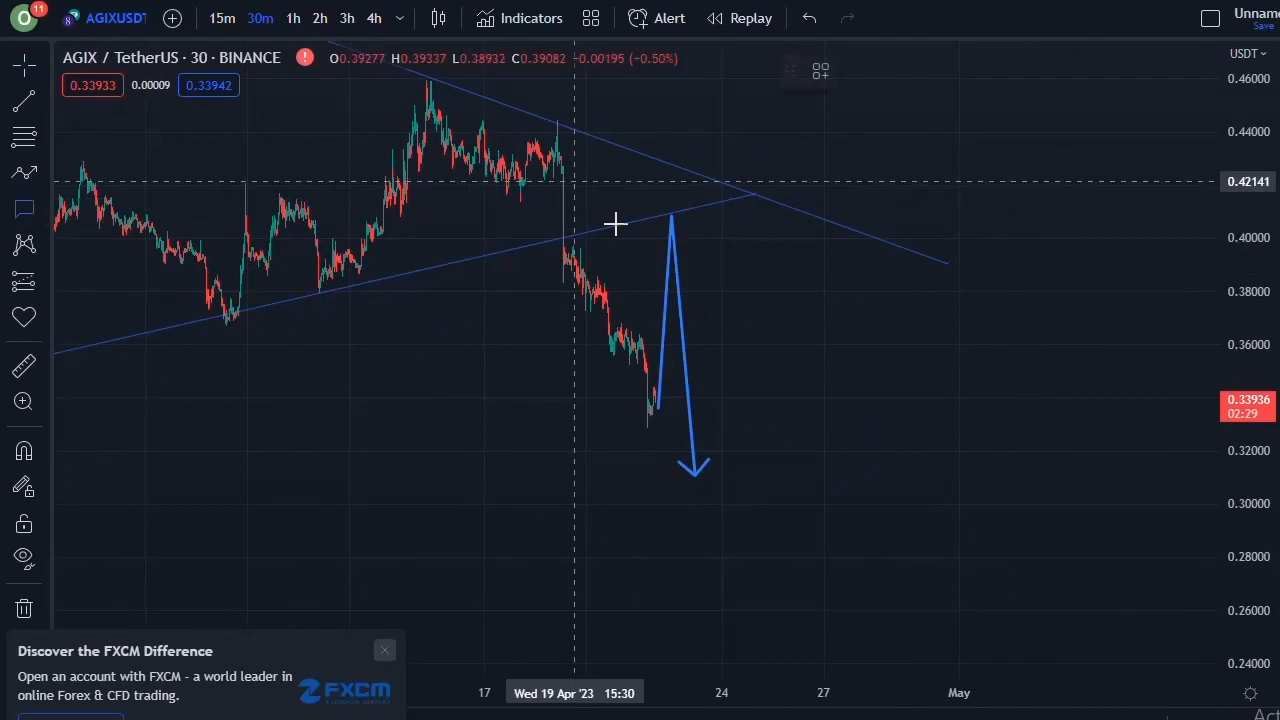 O 11 AGIXUSDT 15m 30m 1h 2h 3h 4h Indicators Alert Replay Unnam
Save
AGIX / TetherUS · 30 · BINANCE ! O0.39277 H0.39337 L0.38932 C0.39082 −0.00195 (−0.50%) USDT
0.33933 0.00009 0.33942
0.46000
0.44000
0.42141
0.40000
0.38000
0.36000
0.33936
02:29
0.32000
0.30000
0.28000
0.26000
0.24000
Discover the FXCM Difference
Open an account with FXCM - a world leader in
online Forex & CFD trading.
FXCM
17 Wed 19 Apr '23 15:30 24 27 May
Act